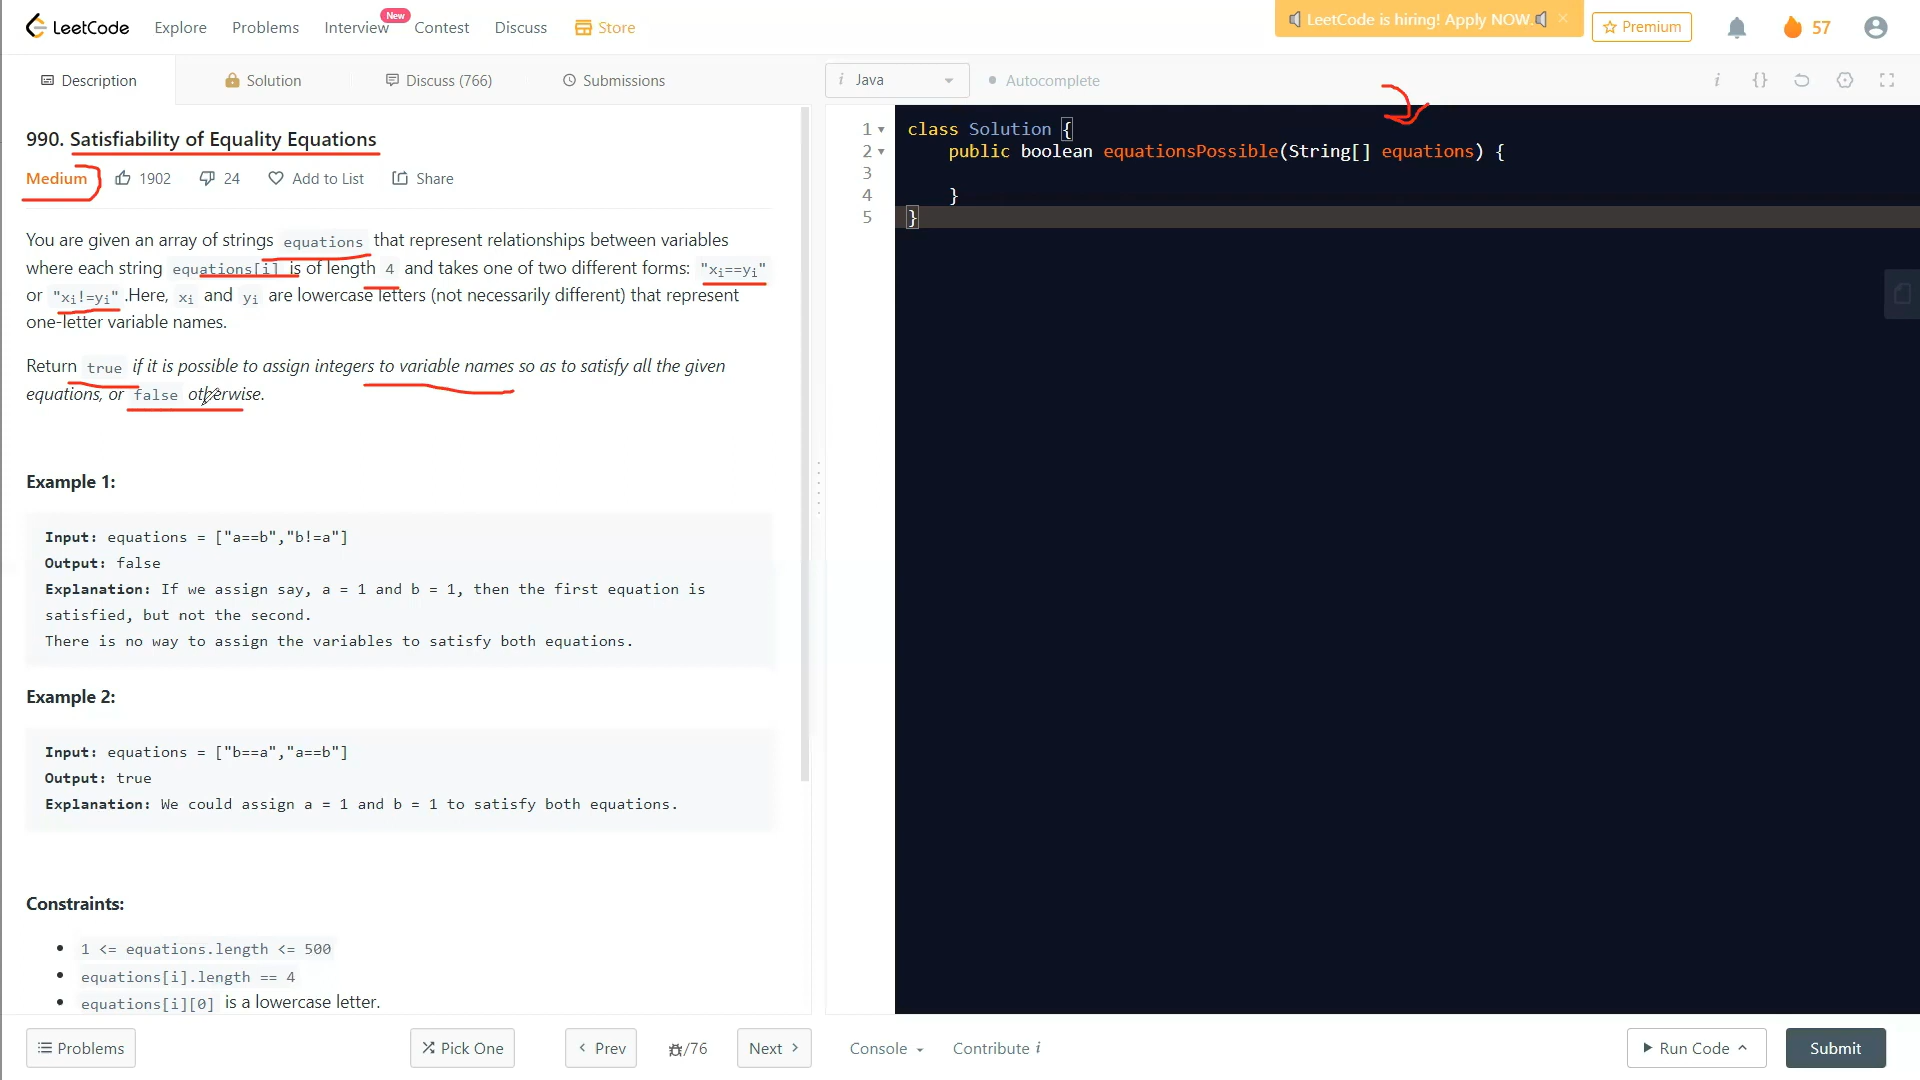 LeetCode Explore Problems Interview New Contest Discuss Store LeetCode is hiring! Apply NOW. × Premium 57
Description Solution Discuss (766) Submissions i Java Autocomplete i {}
990. Satisfiability of Equality Equations
Medium 1902 24 Add to List Share
You are given an array of strings equations that represent relationships between variables
where each string equations[i] is of length 4 and takes one of two different forms: "xi==yi"
or "xi!=yi" .Here, xi and yi are lowercase letters (not necessarily different) that represent
one-letter variable names.
Return true if it is possible to assign integers to variable names so as to satisfy all the given
equations, or false otherwise.
Example 1:
Input: equations = ["a==b","b!=a"]
Output: false
Explanation: If we assign say, a = 1 and b = 1, then the first equation is
satisfied, but not the second.
There is no way to assign the variables to satisfy both equations.
Example 2:
Input: equations = ["b==a","a==b"]
Output: true
Explanation: We could assign a = 1 and b = 1 to satisfy both equations.
Constraints:
• 1 <= equations.length <= 500
• equations[i].length == 4
• equations[i][0] is a lowercase letter.
1 class Solution {
2 public boolean equationsPossible(String[] equations) {
3
4 }
5 }
Problems Pick One Prev /76 Next Console Contribute i Run Code Submit